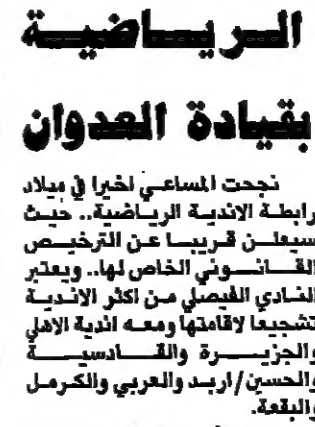 الرياضية
بقيادة العدوان
نجحت المساعي اخيرا في ميلاد
رابطة الاندية الرياضية.. حيث
سيعلن قريبا عن الترخيص
القانوني الخاص لها.. ويعتبر
النادي الفيصلي من اكثر الاندية
تشجيعا لاقامتها ومعه اندية الاهلي
والجزيرة والقادسية
والحسين/اربد والعربي والكرمل
والبقعة.